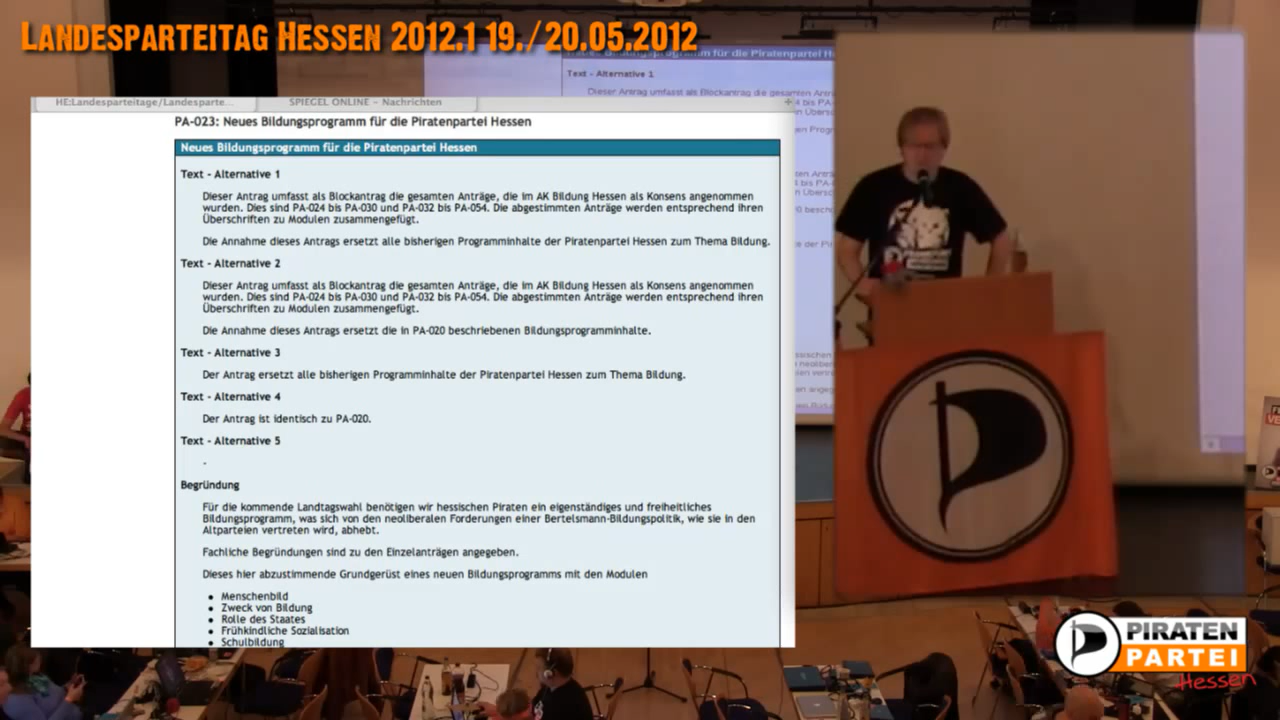 Landesparteitag Hessen 2012.1 19./20.05.2012
HE:Landesparteitage/Landesparte...
SPIEGEL ONLINE – Nachrichten
PA-023: Neues Bildungsprogramm für die Piratenpartei Hessen
Neues Bildungsprogramm für die Piratenpartei Hessen
Text - Alternative 1
Dieser Antrag umfasst als Blockantrag die gesamten Anträge, die im AK Bildung Hessen als Konsens angenommen
wurden. Dies sind PA-024 bis PA-030 und PA-032 bis PA-054. Die abgestimmten Anträge werden entsprechend ihren
Überschriften zu Modulen zusammengefügt.
Die Annahme dieses Antrags ersetzt alle bisherigen Programminhalte der Piratenpartei Hessen zum Thema Bildung.
Text - Alternative 2
Dieser Antrag umfasst als Blockantrag die gesamten Anträge, die im AK Bildung Hessen als Konsens angenommen
wurden. Dies sind PA-024 bis PA-030 und PA-032 bis PA-054. Die abgestimmten Anträge werden entsprechend ihren
Überschriften zu Modulen zusammengefügt.
Die Annahme dieses Antrags ersetzt die in PA-020 beschriebenen Bildungsprogramminhalte.
Text - Alternative 3
Der Antrag ersetzt alle bisherigen Programminhalte der Piratenpartei Hessen zum Thema Bildung.
Text - Alternative 4
Der Antrag ist identisch zu PA-020.
Text - Alternative 5
.
Begründung
Für die kommende Landtagswahl benötigen wir hessischen Piraten ein eigenständiges und freiheitliches
Bildungsprogramm, was sich von den neoliberalen Forderungen einer Bertelsmann-Bildungspolitik, wie sie in den
Altparteien vertreten wird, abhebt.
Fachliche Begründungen sind zu den Einzelanträgen angegeben.
Dieses hier abzustimmende Grundgerüst eines neuen Bildungsprogramms mit den Modulen
• Menschenbild
• Zweck von Bildung
• Rolle des Staates
• Frühkindliche Sozialisation
• Schulbildung
für die Piratenpartei He
Text - Alternative 1
Dieser Antrag umfasst als Blockantrag die gesamten Anträ
PIRATEN
PARTEI
Hessen